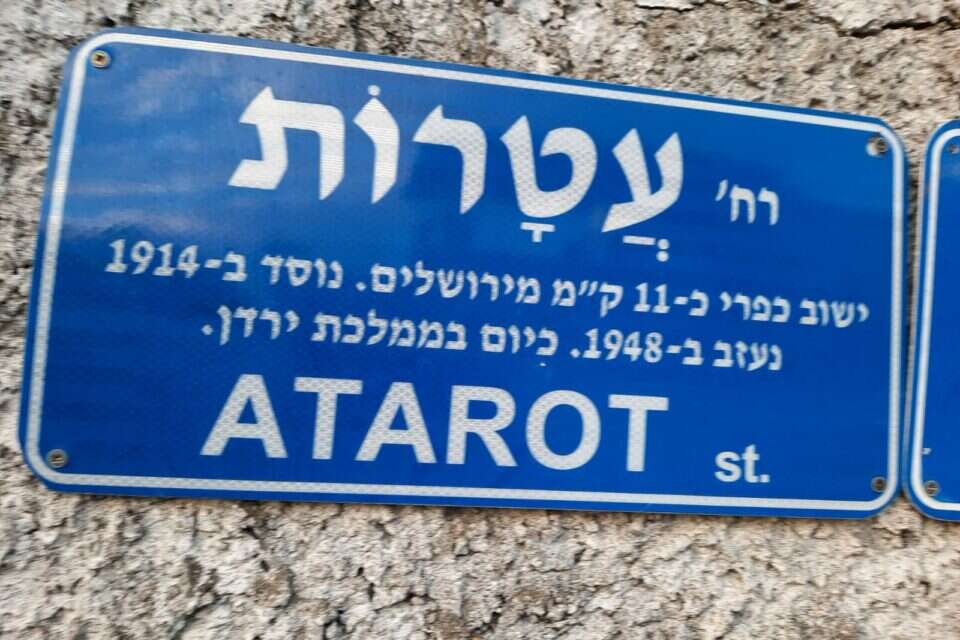 רח' עֲטָרוֹת
ישוב כפרי כ-11 ק״מ מירושלים. נוסד ב-1914
נעזב ב-1948. כיום בממלכת ירדן.
ATAROT st.